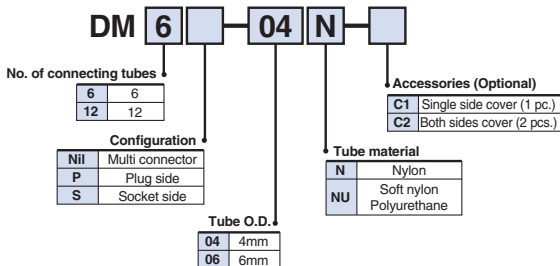 DM 6 - 04 N -
No. of connecting tubes
6 6
12 12
Accessories (Optional)
C1 Single side cover (1 pc.)
C2 Both sides cover (2 pcs.)
Configuration
Nil Multi connector
P Plug side
S Socket side
Tube material
N Nylon
NU Soft nylon
Polyurethane
Tube O.D.
04 4mm
06 6mm